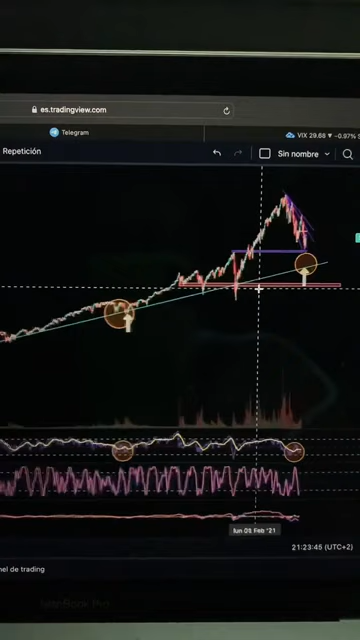 es.tradingview.com
Telegram
VIX 29.68 ▼ -0.97% S
Repetición
Sin nombre
lun 08 Feb '21
21:23:45 (UTC+2)
nel de trading